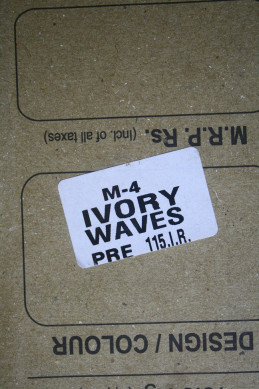 M.R.P. Rs. (Incl. of all taxes)
M-4
IVORY
WAVES
PRE 115.I.R.
DESIGN / COLOUR